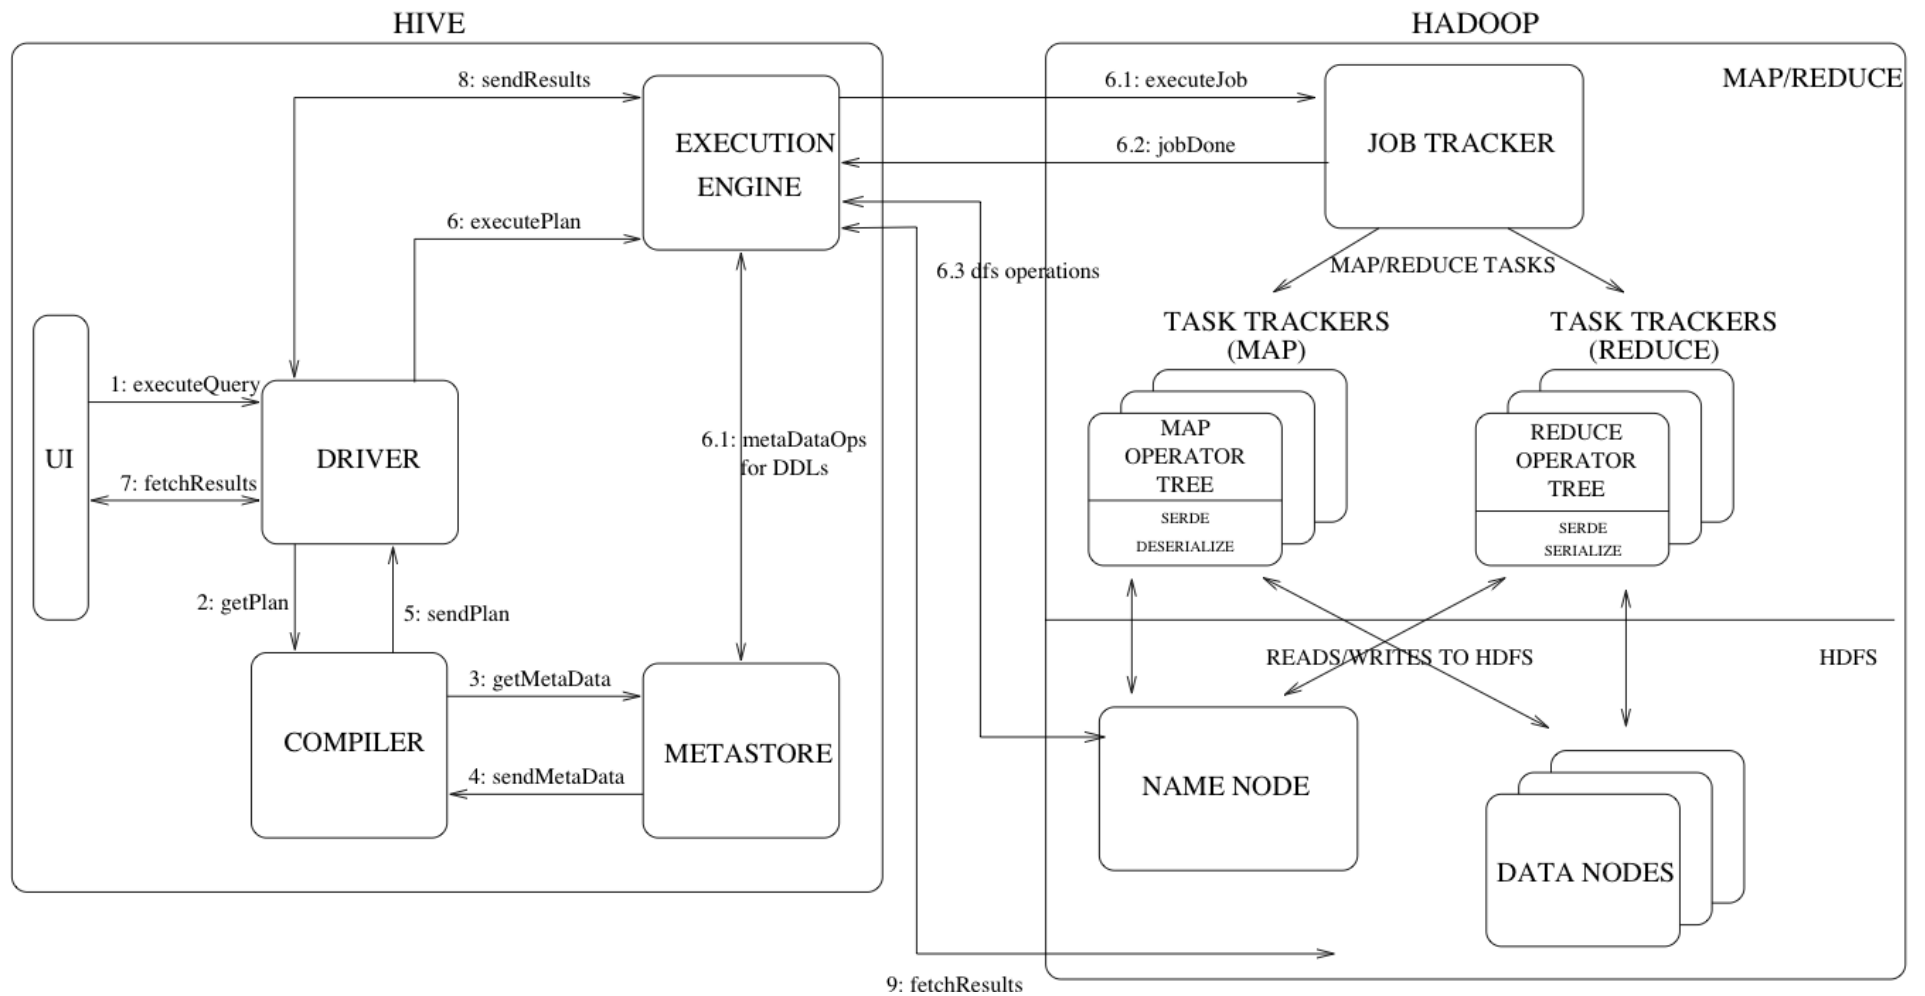 HIVE
HADOOP
8: sendResults
6.1: executeJob
MAP/REDUCE
EXECUTION
ENGINE
6.2: jobDone
JOB TRACKER
6: executePlan
6.3 dfs operations
MAP/REDUCE TASKS
TASK TRACKERS
(MAP)
TASK TRACKERS
(REDUCE)
1: executeQuery
UI
DRIVER
7: fetchResults
6.1: metaDataOps
for DDLs
MAP
OPERATOR
TREE
SERDE
DESERIALIZE
REDUCE
OPERATOR
TREE
SERDE
SERIALIZE
2: getPlan
5: sendPlan
READS/WRITES TO HDFS
HDFS
3: getMetaData
COMPILER
METASTORE
4: sendMetaData
NAME NODE
DATA NODES
9: fetchResults